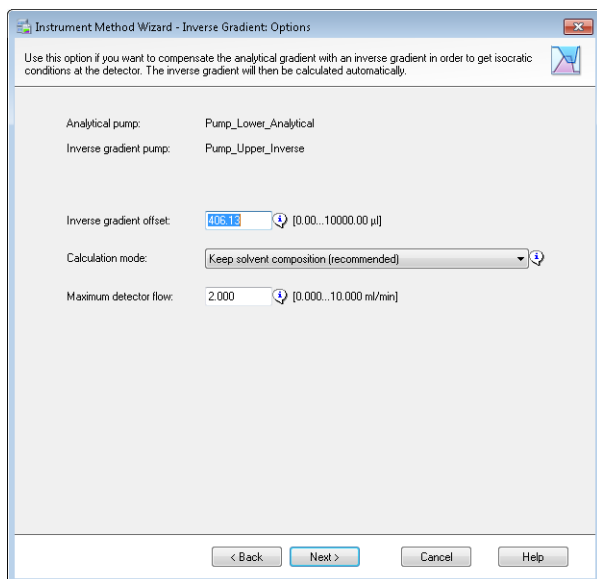 Instrument Method Wizard - Inverse Gradient: Options
Use this option if you want to compensate the analytical gradient with an inverse gradient in order to get isocratic
conditions at the detector. The inverse gradient will then be calculated automatically.
Analytical pump: Pump_Lower_Analytical
Inverse gradient pump: Pump_Upper_Inverse
Inverse gradient offset: 406.13 [0.00...10000.00 µl]
Calculation mode: Keep solvent composition (recommended)
Maximum detector flow: 2.000 [0.000...10.000 ml/min]
< Back Next > Cancel Help